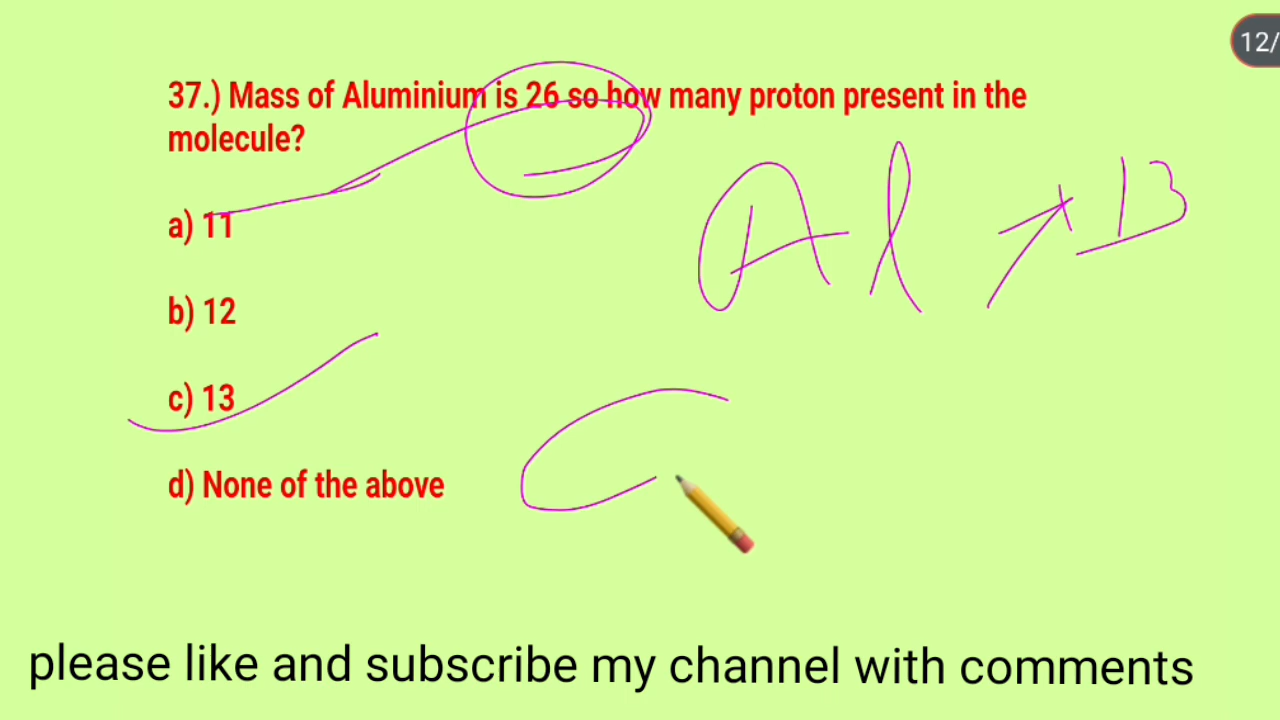 12/
37.) Mass of Aluminium is 26 so how many proton present in the
molecule?
a) 11
b) 12
c) 13
d) None of the above
Al 13
C
please like and subscribe my channel with comments